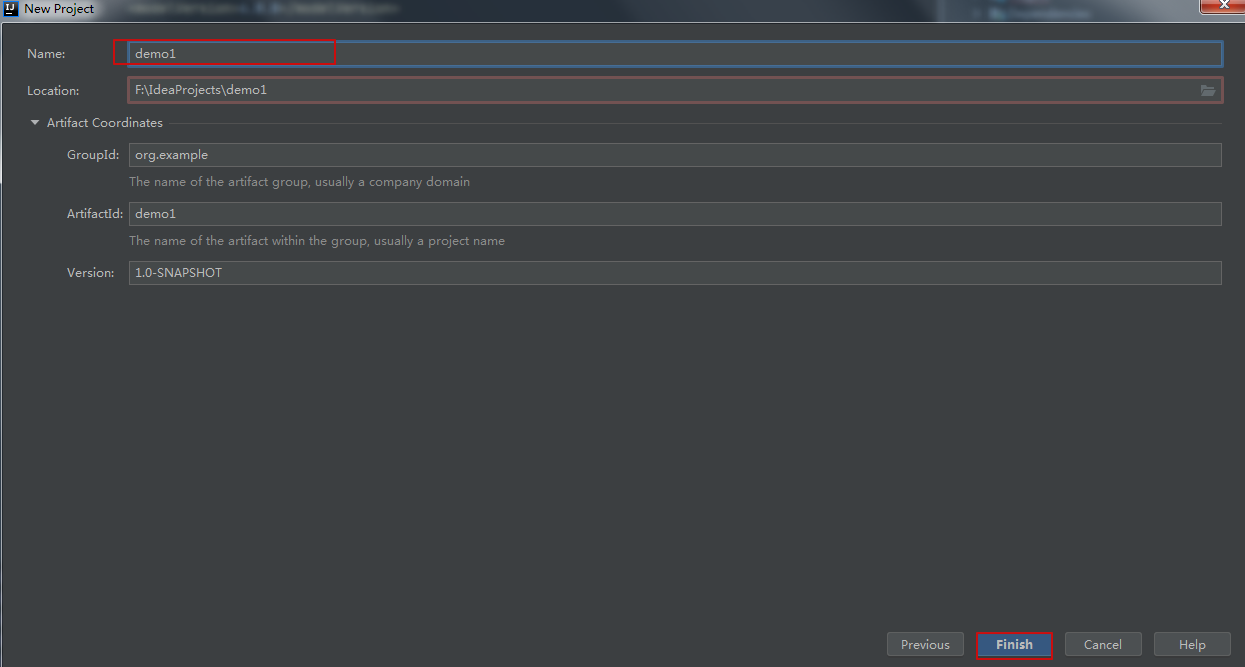 New Project
Name: demo1
Location: F:\IdeaProjects\demo1
Artifact Coordinates
GroupId: org.example
The name of the artifact group, usually a company domain
ArtifactId: demo1
The name of the artifact within the group, usually a project name
Version: 1.0-SNAPSHOT
Previous Finish Cancel Help